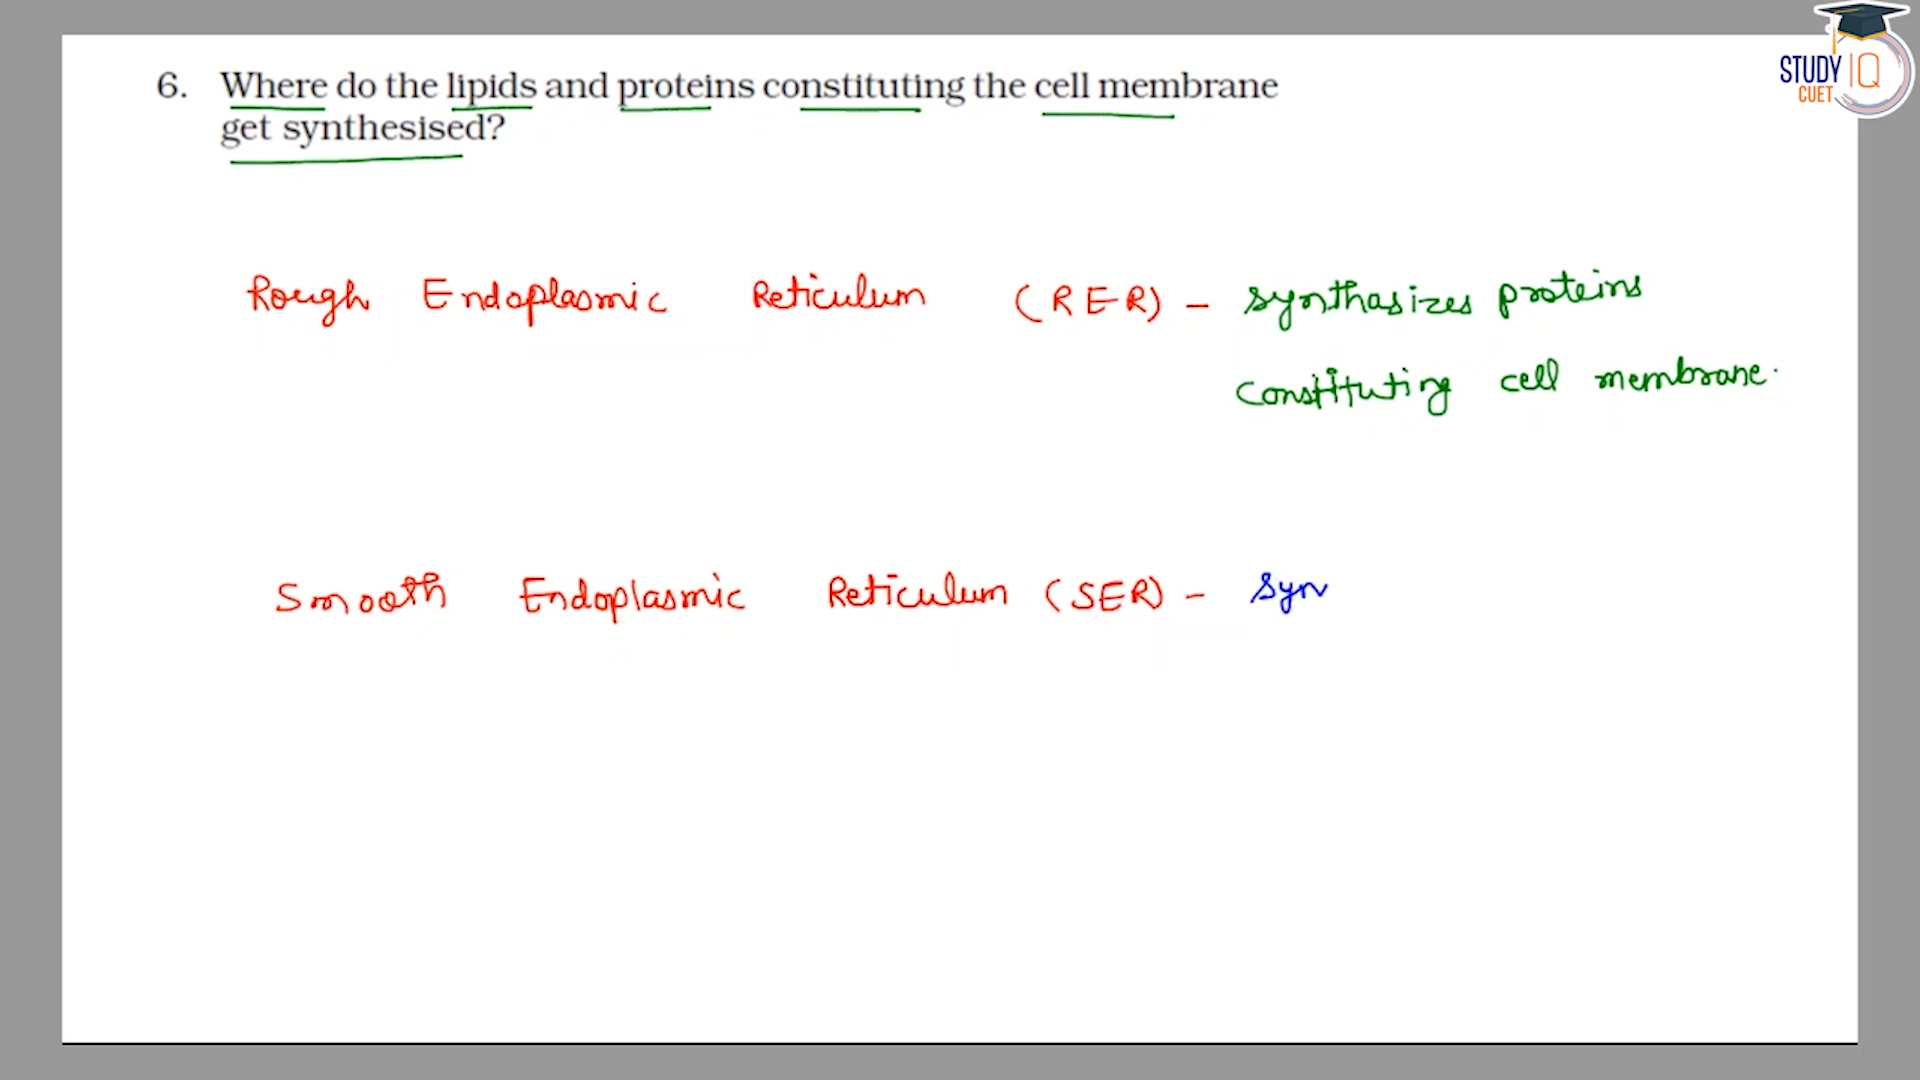 STUDY IQ
CUET
6. Where do the lipids and proteins constituting the cell membrane
get synthesised?
Rough Endoplasmic Reticulum (RER) - synthasizes proteins
constituting cell membrane.
Smooth Endoplasmic Reticulum (SER) - Syn